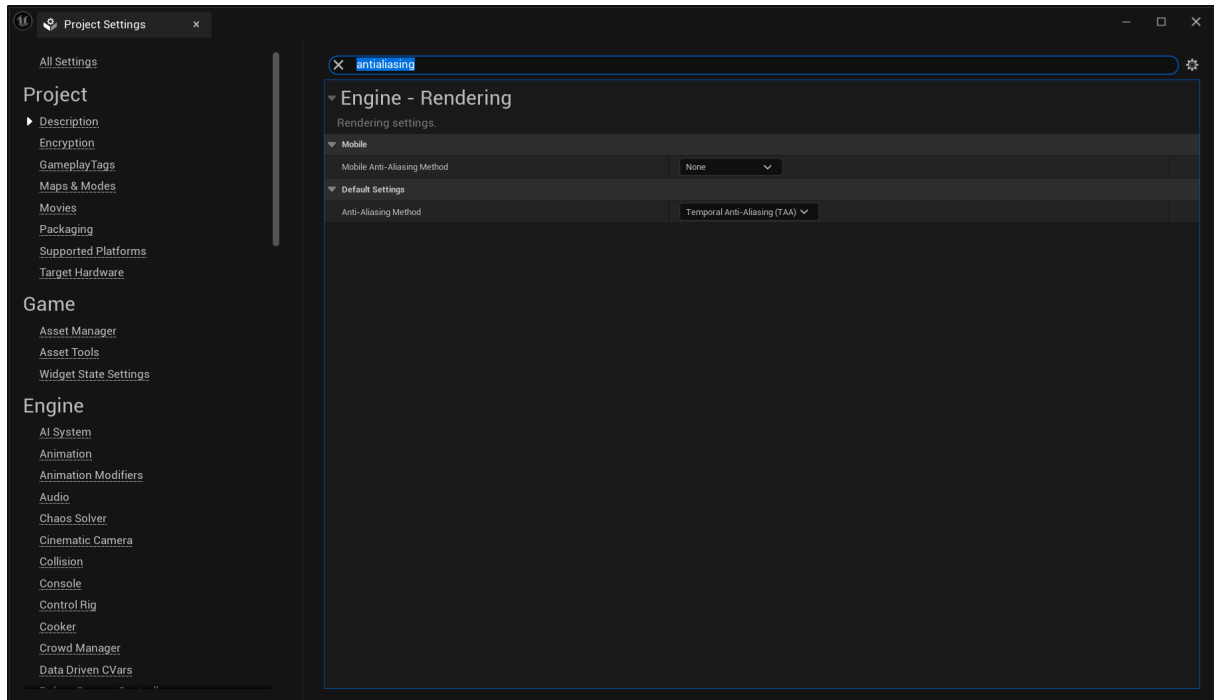 Project Settings
All Settings
Project
Description
Encryption
GameplayTags
Maps & Modes
Movies
Packaging
Supported Platforms
Target Hardware
Game
Asset Manager
Asset Tools
Widget State Settings
Engine
AI System
Animation
Animation Modifiers
Audio
Chaos Solver
Cinematic Camera
Collision
Console
Control Rig
Cooker
Crowd Manager
Data Driven CVars
antialiasing
Engine - Rendering
Rendering settings.
Mobile
Mobile Anti-Aliasing Method None
Default Settings
Anti-Aliasing Method Temporal Anti-Aliasing (TAA)